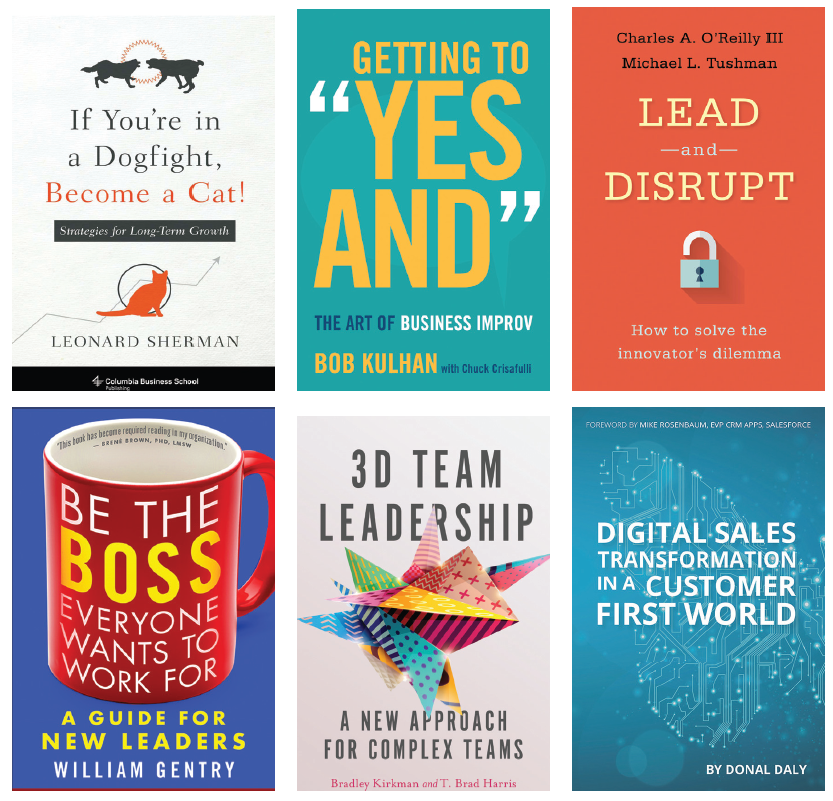 If You're in
a Dogfight,
Become a Cat!
Strategies for Long-Term Growth
LEONARD SHERMAN
Columbia Business School
Publishing
GETTING TO
“YES
AND”
THE ART OF BUSINESS IMPROV
BOB KULHAN with Chuck Crisafulli
Charles A. O'Reilly III
Michael L. Tushman
LEAD
—and—
DISRUPT
How to solve the
innovator's dilemma
"This book has become required reading in my organization."
— BRENÉ BROWN, PHD, LMSW
BE THE
BOSS
EVERYONE
WANTS TO
WORK FOR
A GUIDE FOR
NEW LEADERS
WILLIAM GENTRY
3D TEAM
LEADERSHIP
A NEW APPROACH
FOR COMPLEX TEAMS
Bradley Kirkman and T. Brad Harris
FOREWORD BY MIKE ROSENBAUM, EVP CRM APPS, SALESFORCE
DIGITAL SALES
TRANSFORMATION
IN A CUSTOMER
FIRST WORLD
BY DONAL DALY